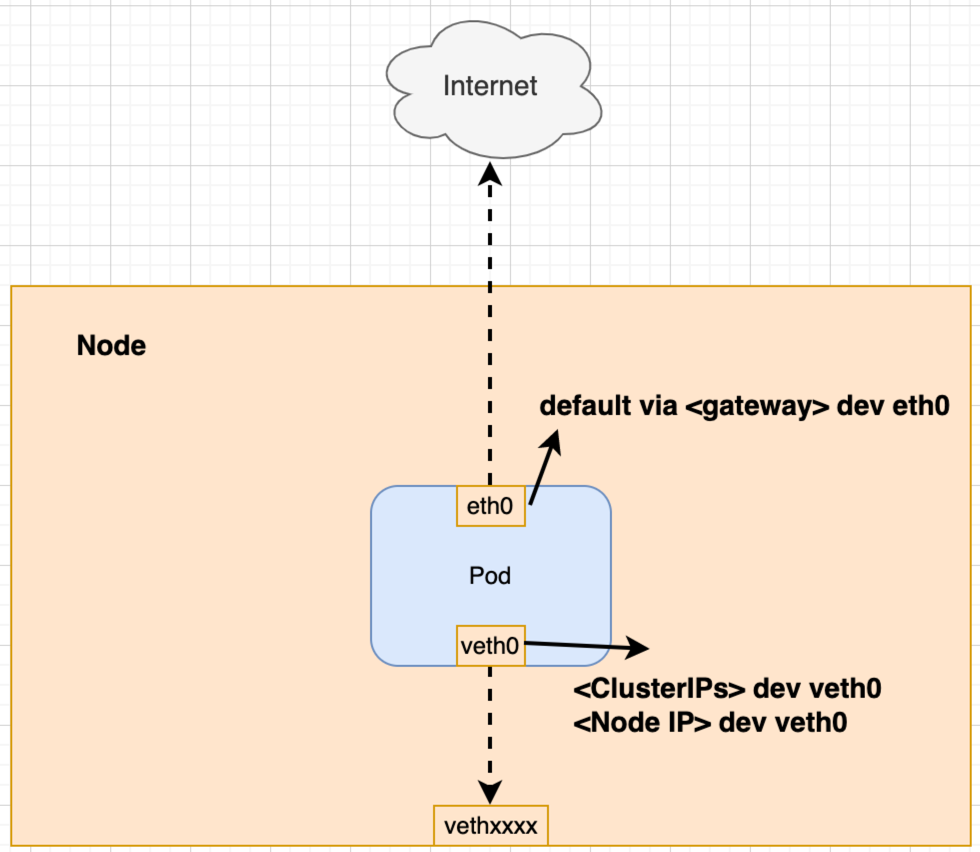 Internet
Node
default via <gateway> dev eth0
eth0
Pod
veth0
<ClusterIPs> dev veth0
<Node IP> dev veth0
vethxxxx